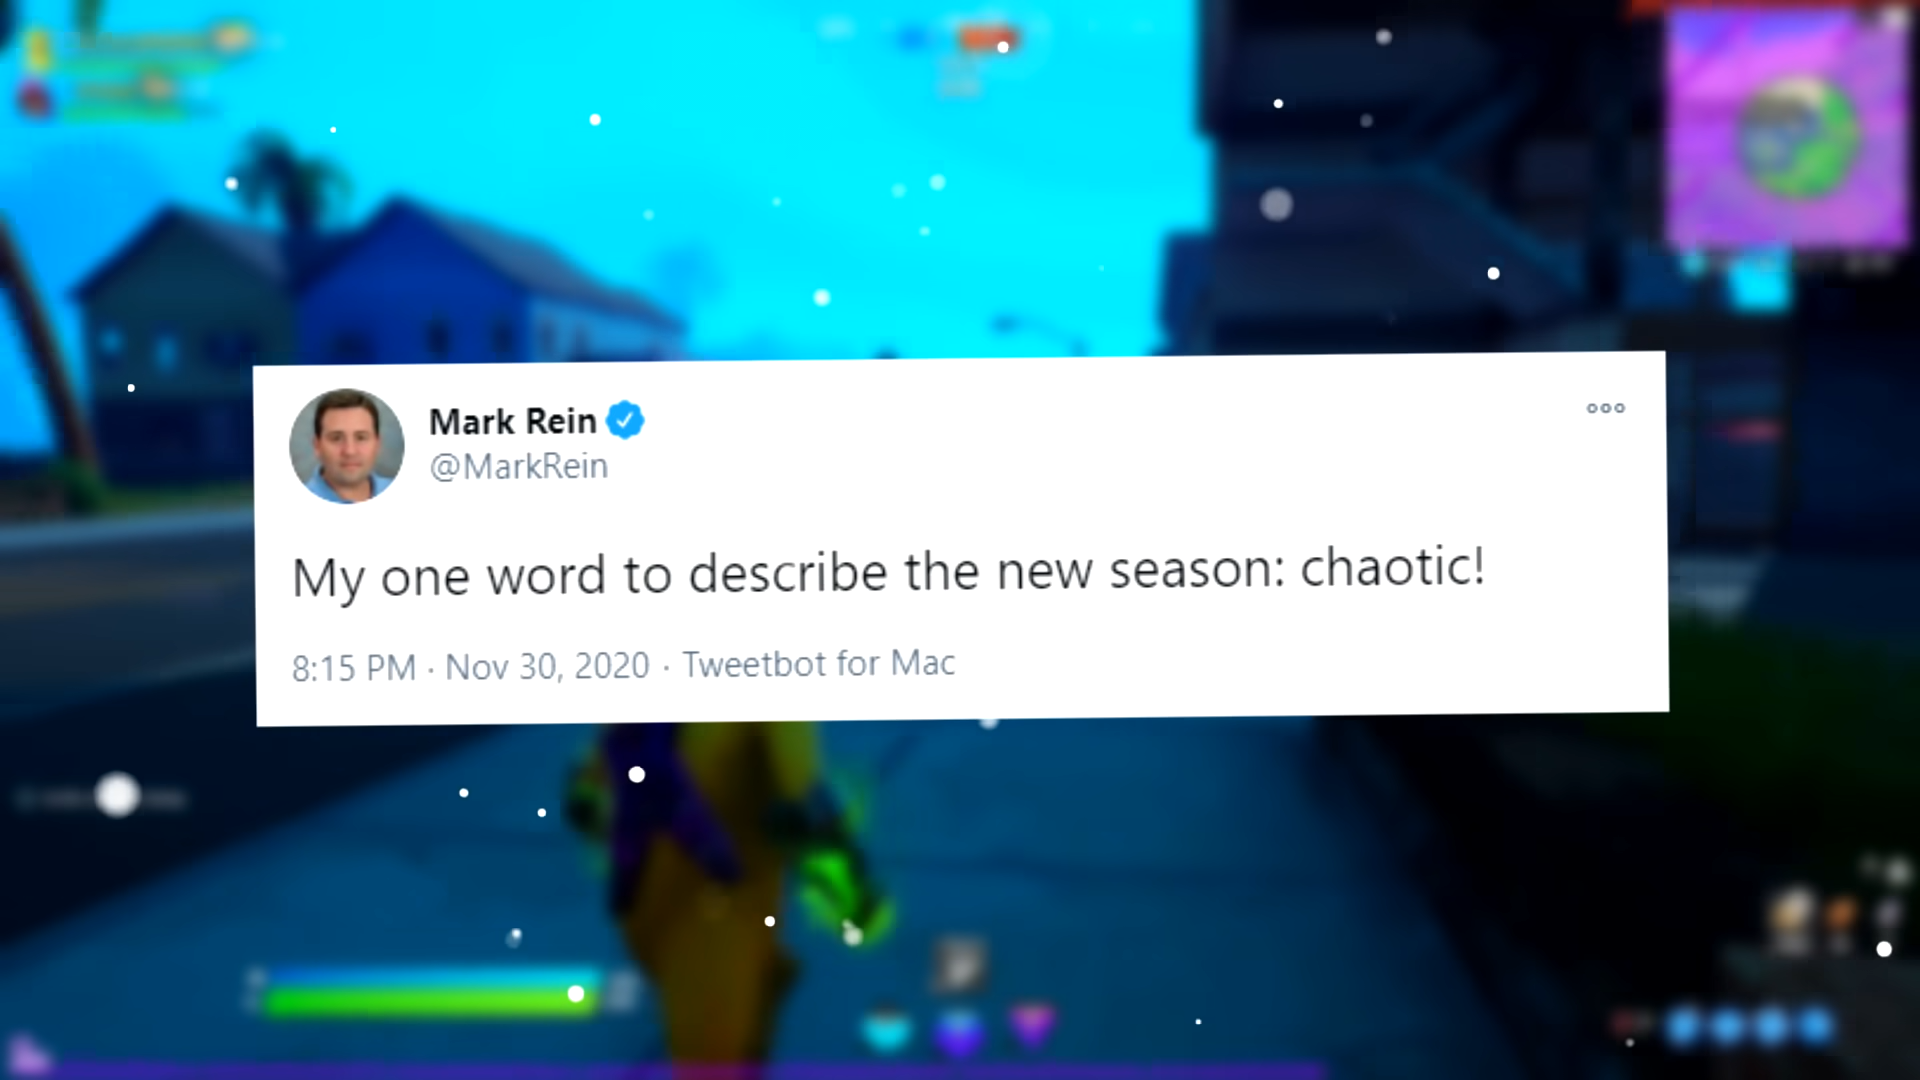 Mark Rein
@MarkRein
My one word to describe the new season: chaotic!
8:15 PM · Nov 30, 2020 · Tweetbot for Mac